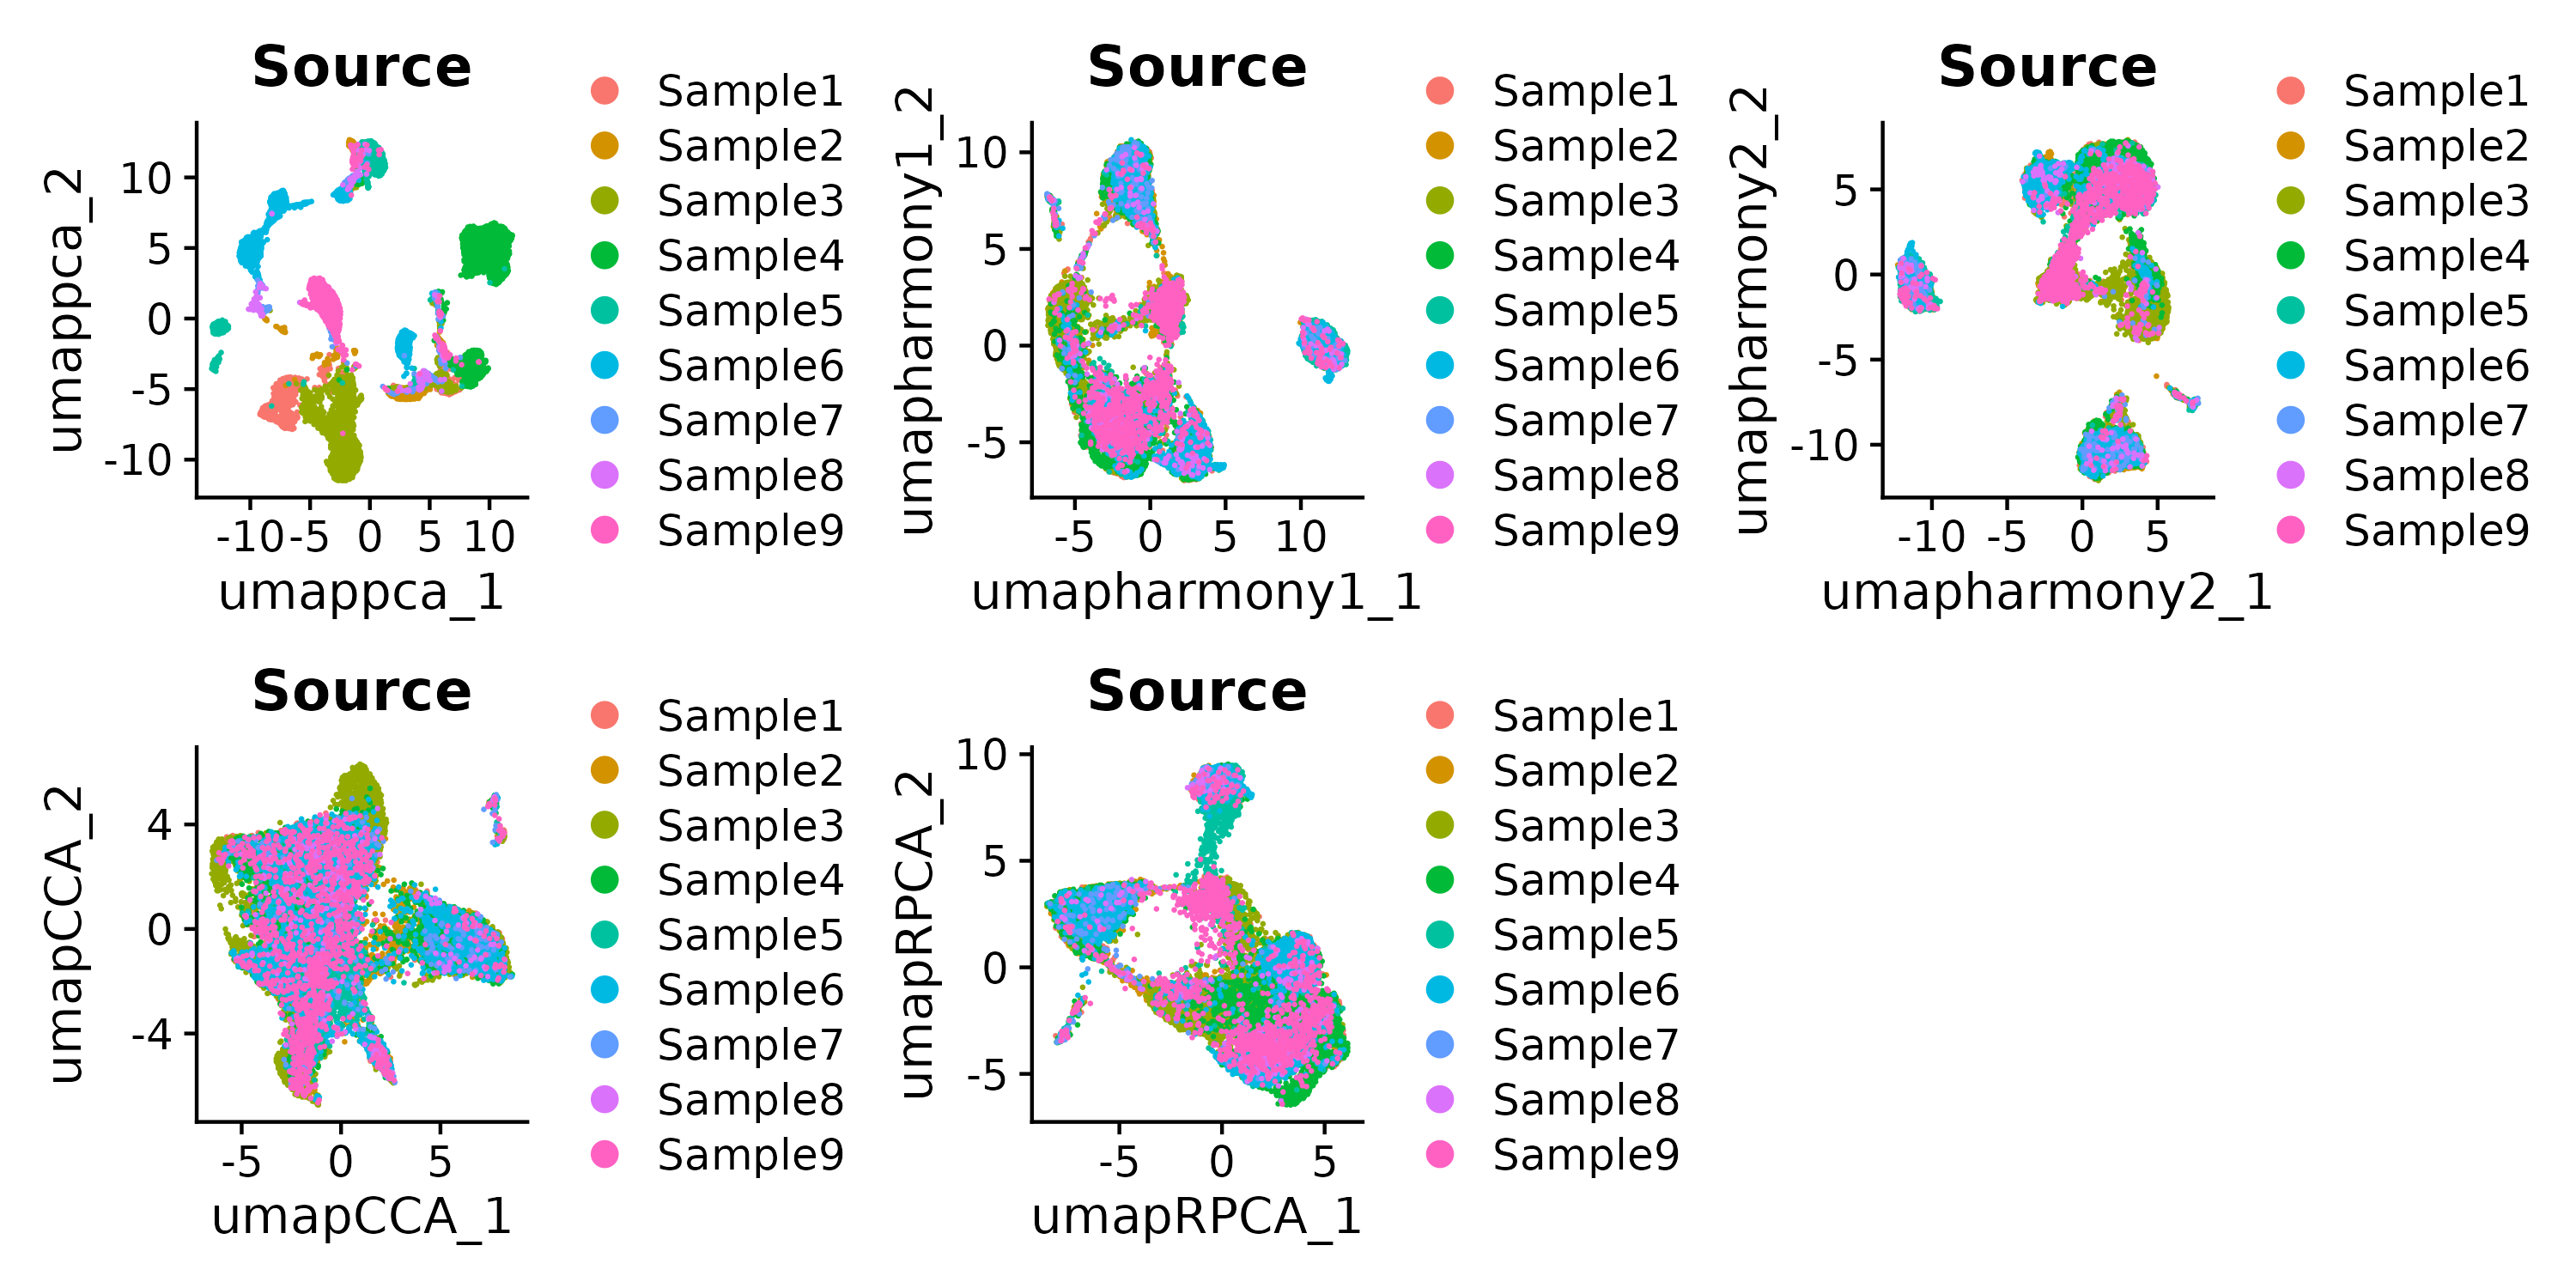 Source
Sample1
Sample2
Sample3
Sample4
Sample5
Sample6
Sample7
Sample8
Sample9
umappca_2
10
5
0
-5
-10
-10 -5 0 5 10
umappca_1
Source
Sample1
Sample2
Sample3
Sample4
Sample5
Sample6
Sample7
Sample8
Sample9
umapharmony1_2
10
5
0
-5
-5 0 5 10
umapharmony1_1
Source
Sample1
Sample2
Sample3
Sample4
Sample5
Sample6
Sample7
Sample8
Sample9
umapharmony2_2
5
0
-5
-10
-10 -5 0 5
umapharmony2_1
Source
Sample1
Sample2
Sample3
Sample4
Sample5
Sample6
Sample7
Sample8
Sample9
umapCCA_2
4
0
-4
-5 0 5
umapCCA_1
Source
Sample1
Sample2
Sample3
Sample4
Sample5
Sample6
Sample7
Sample8
Sample9
umapRPCA_2
10
5
0
-5
-5 0 5
umapRPCA_1